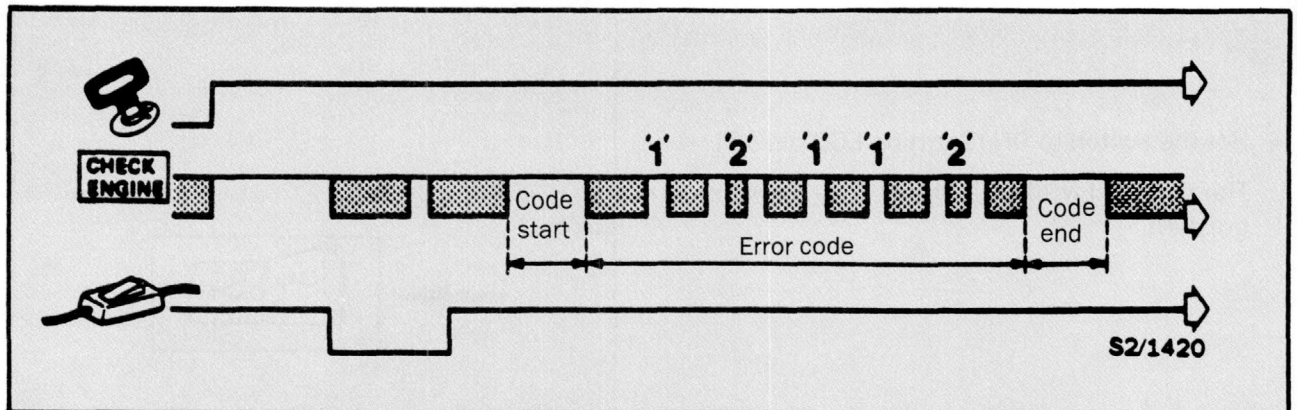 '1' '2' '1' '1' '2'
CHECK
ENGINE
Code
start
Error code
Code
end
S2/1420